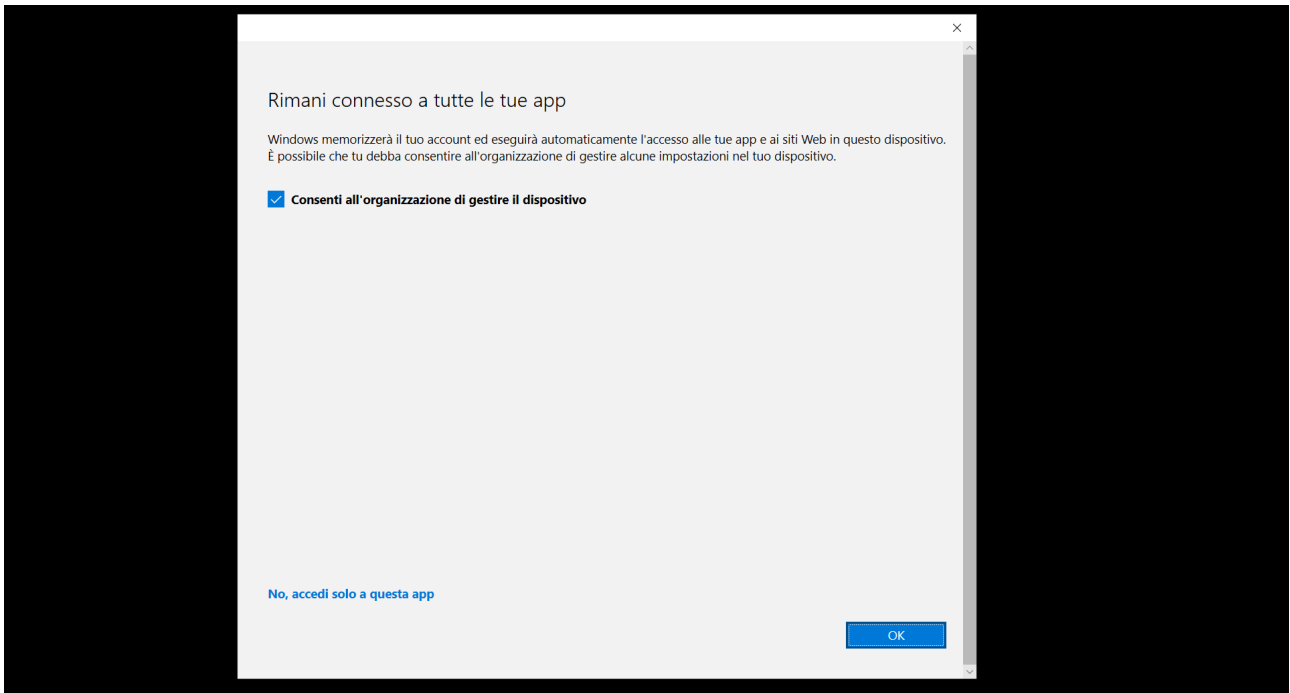 Rimani connesso a tutte le tue app
Windows memorizzerà il tuo account ed eseguirà automaticamente l'accesso alle tue app e ai siti Web in questo dispositivo.
È possibile che tu debba consentire all'organizzazione di gestire alcune impostazioni nel tuo dispositivo.
Consenti all'organizzazione di gestire il dispositivo
No, accedi solo a questa app
OK